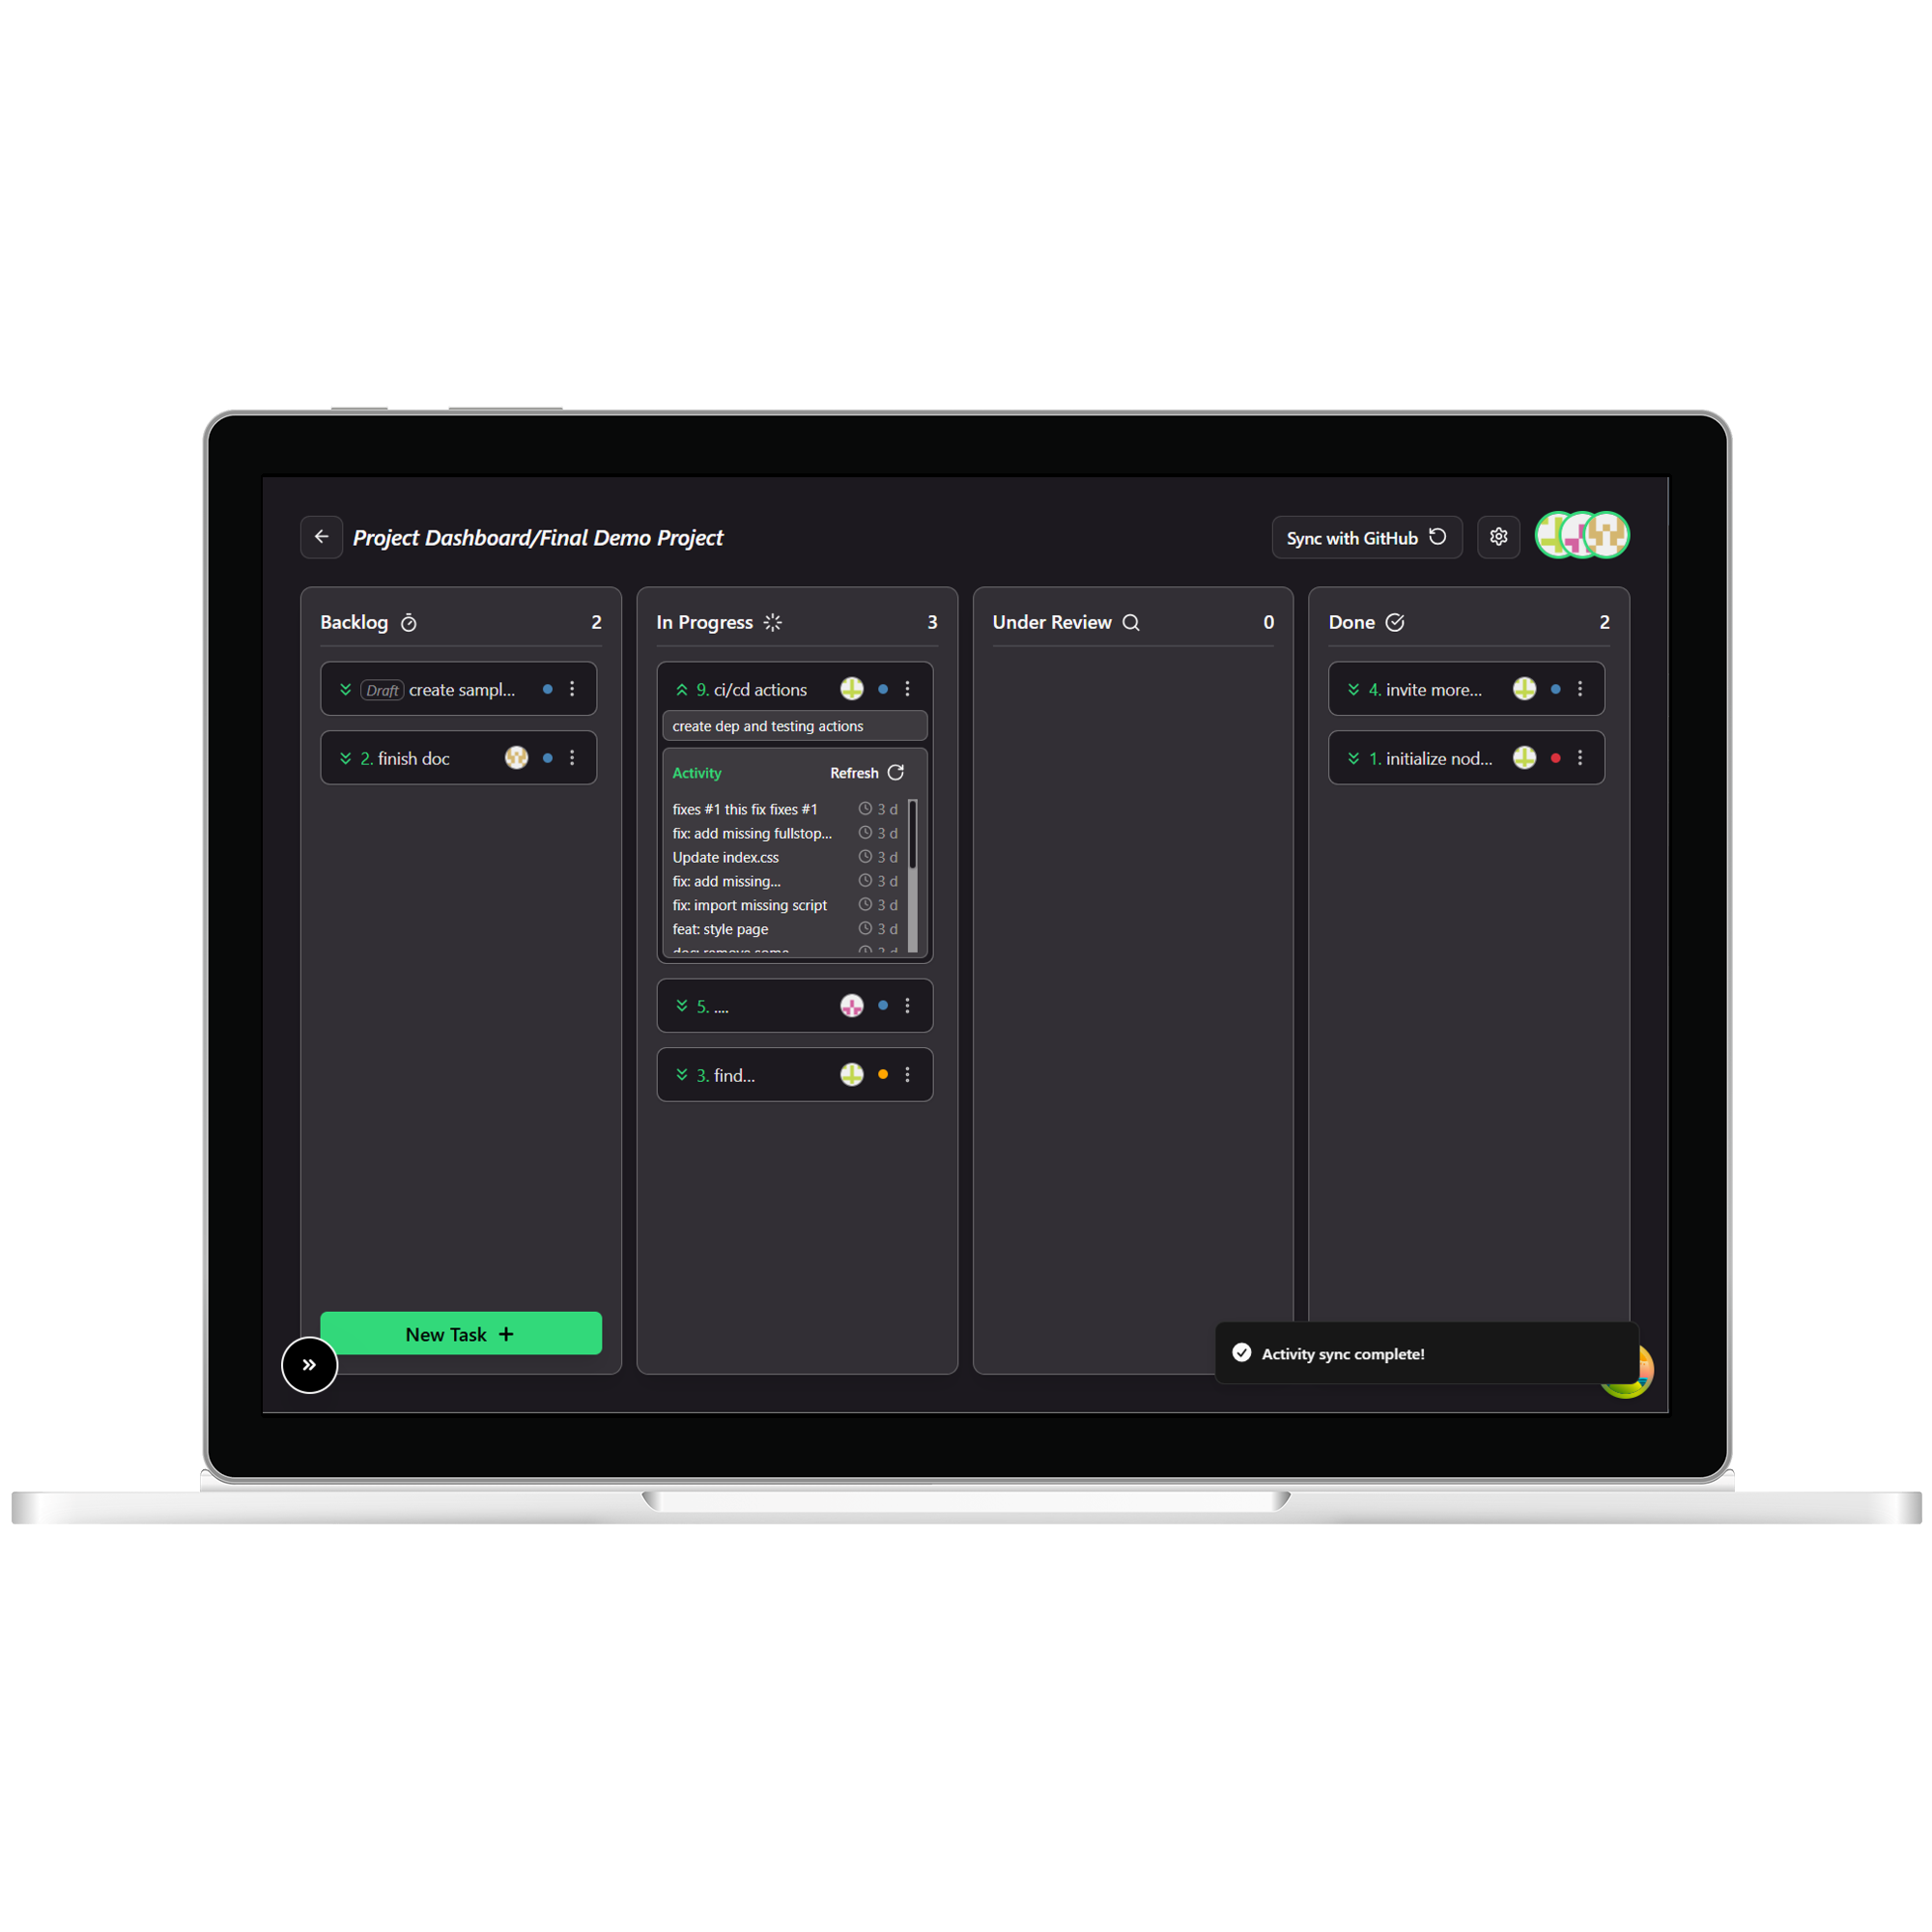 Project Dashboard/Final Demo Project
Sync with GitHub
Backlog 2
Draft create sampl...
2. finish doc
New Task +
In Progress 3
9. ci/cd actions
create dep and testing actions
Activity Refresh
fixes #1 this fix fixes #1 3 d
fix: add missing fullstop... 3 d
Update index.css 3 d
fix: add missing... 3 d
fix: import missing script 3 d
feat: style page 3 d
doc: remove some... 3 d
5. ....
3. find...
Under Review 0
Done 2
4. invite more...
1. initialize nod...
Activity sync complete!